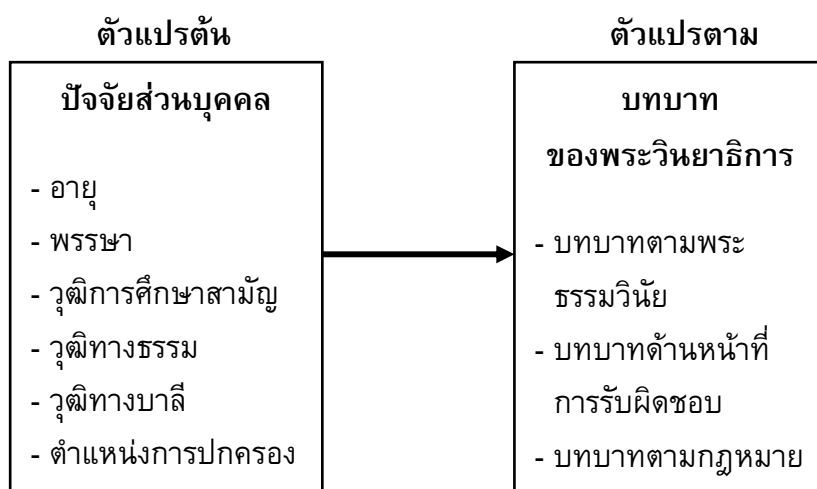 ตัวแปรต้น
ปัจจัยส่วนบุคคล
- อายุ
- พรรษา
- วุฒิการศึกษาสามัญ
- วุฒิทางธรรม
- วุฒิทางบาลี
- ตำแหน่งการปกครอง
ตัวแปรตาม
บทบาท
ของพระวินยาธิการ
- บทบาทตามพระ
ธรรมวินัย
- บทบาทด้านหน้าที่
การรับผิดชอบ
- บทบาทตามกฎหมาย